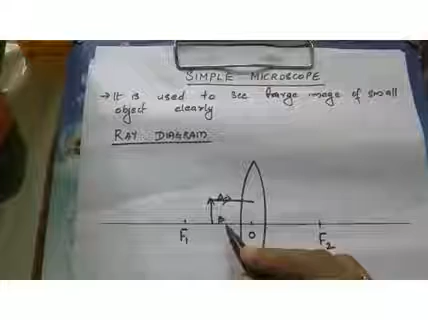 SIMPLE MICROSCOPE
→ It is used to see large image of small
object clearly
RAY DIAGRAM
F₁
O
F₂